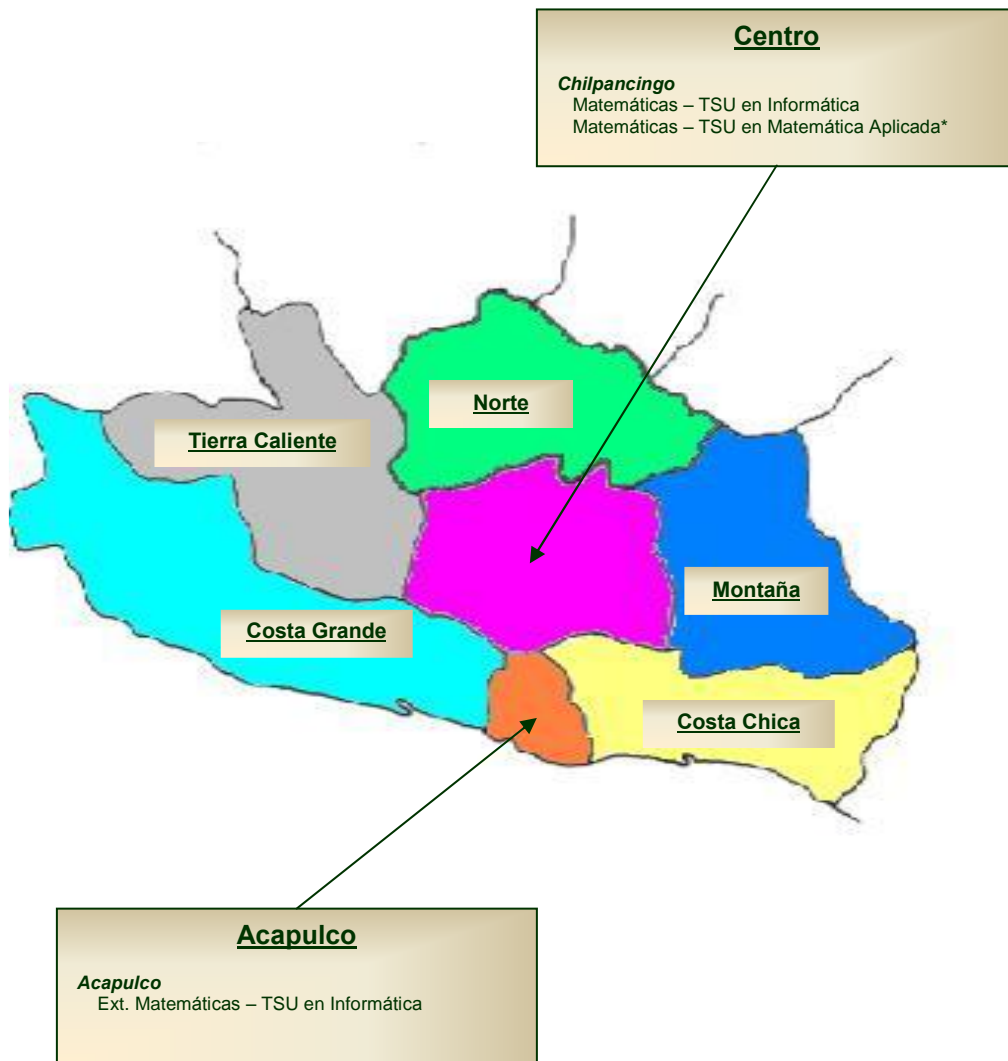 Centro
Chilpancingo
Matemáticas – TSU en Informática
Matemáticas – TSU en Matemática Aplicada*
Norte
Tierra Caliente
Montaña
Costa Grande
Costa Chica
Acapulco
Acapulco
Ext. Matemáticas – TSU en Informática